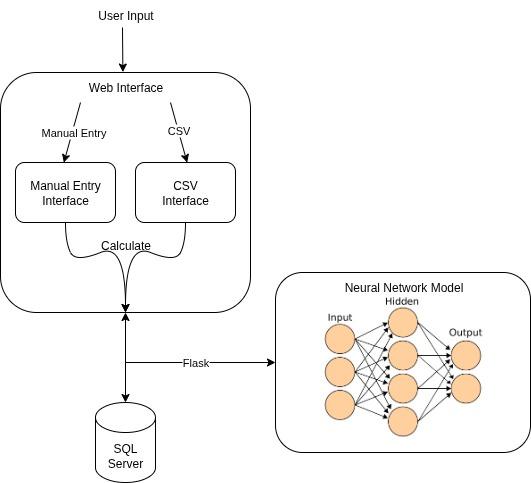 User Input
Web Interface
Manual Entry
CSV
Manual Entry
Interface
CSV
Interface
Calculate
Neural Network Model
Hidden
Input
Output
Flask
SQL
Server